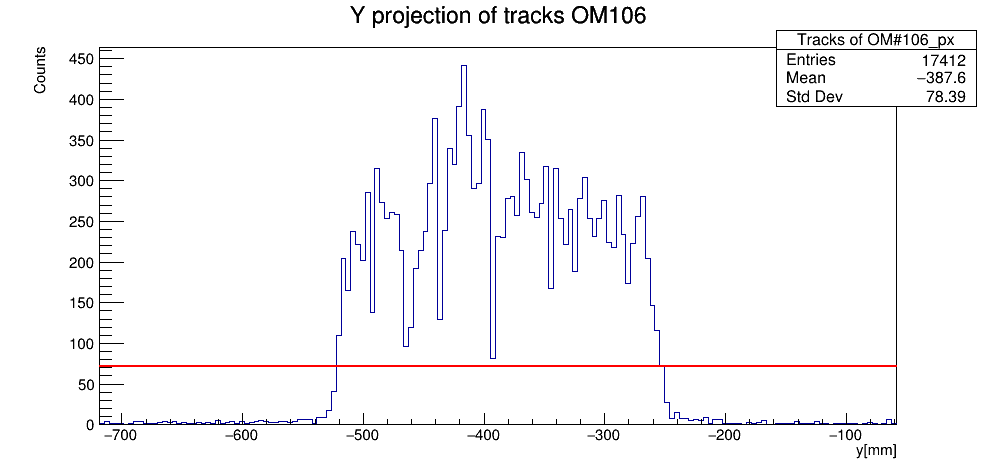 Y projection of tracks OM106
Tracks of OM#106_px
Entries 17412
Mean −387.6
Std Dev 78.39
Counts
450
400
350
300
250
200
150
100
50
0
−700 −600 −500 −400 −300 −200 −100
y[mm]